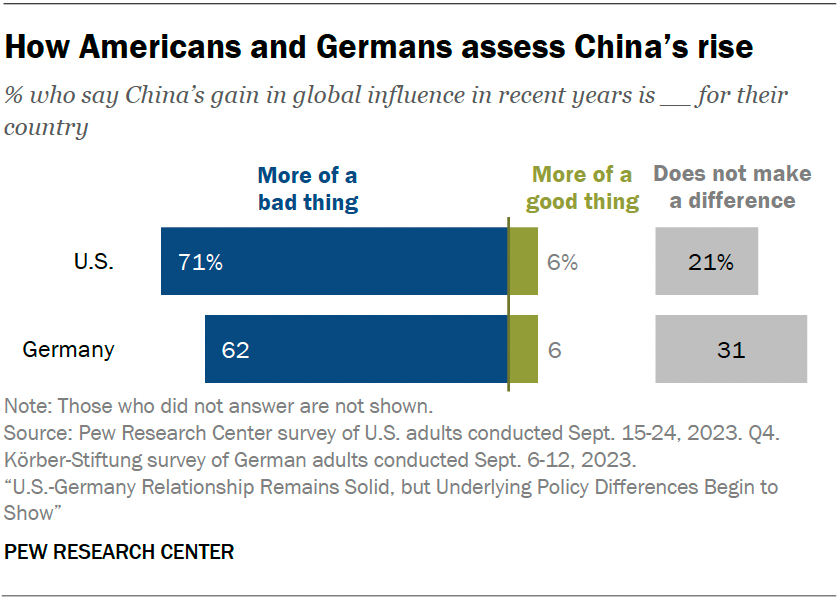 How Americans and Germans assess China’s rise
% who say China’s gain in global influence in recent years is __ for their
country
More of a
bad thing
More of a
good thing
Does not make
a difference
U.S.
71%
6%
21%
Germany
62
6
31
Note: Those who did not answer are not shown.
Source: Pew Research Center survey of U.S. adults conducted Sept. 15-24, 2023. Q4.
Körber-Stiftung survey of German adults conducted Sept. 6-12, 2023.
“U.S.-Germany Relationship Remains Solid, but Underlying Policy Differences Begin to
Show”
PEW RESEARCH CENTER